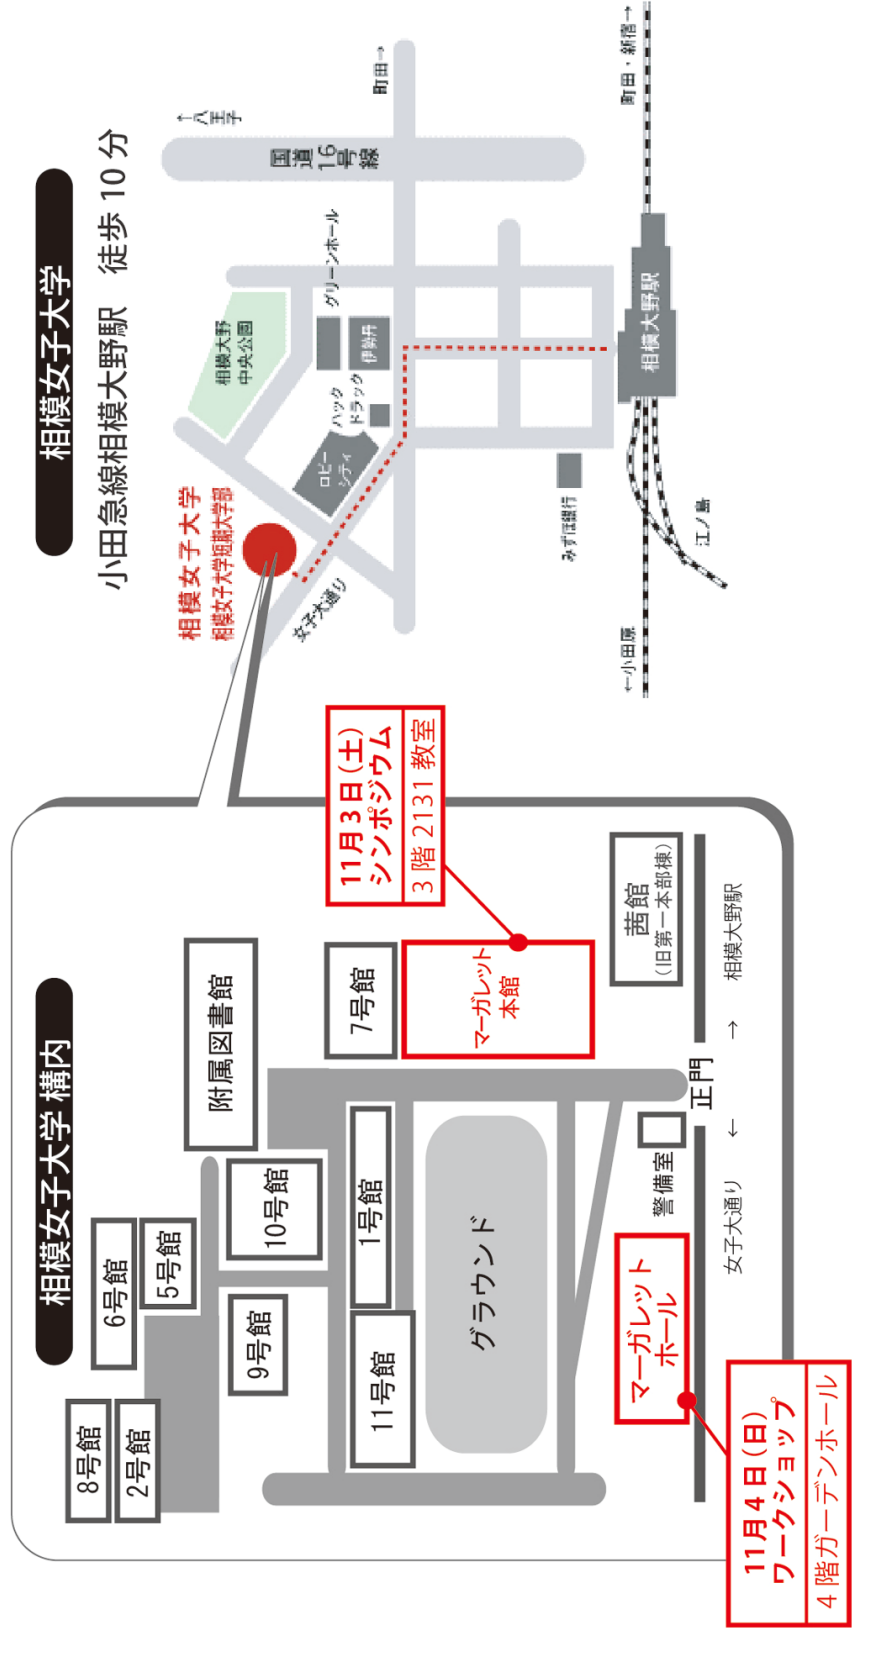 相模女子大学 構内
8号館
2号館
6号館
5号館
附属図書館
9号館
10号館
11号館
1号館
7号館
グラウンド
マーガレット
本館
11月3日(土)
シンポジウム
3 階 2131 教室
茜館
(旧第一本部棟)
警備室
正門
マーガレット
ホール
女子大通り
←
→
相模大野駅
11月4日(日)
ワークショップ
4 階ガーデンホール
相模女子大学
小田急線相模大野駅 徒歩 10 分
相模女子大学
相模女子大学短期大学部
女子大通り
相模大野
中央公園
←八王子
国道16号線
町田→
グリーンホール
伊勢丹
ハック
ドラック
ロビー
シティ
みずほ銀行
相模大野駅
町田・新宿→
←小田原
江ノ島